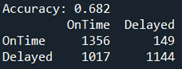 Accuracy: 0.682
OnTime Delayed
OnTime 1356 149
Delayed 1017 1144